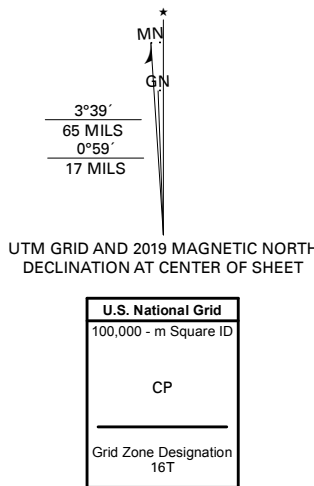 MN
GN
3°39´
65 MILS
0°59´
17 MILS
UTM GRID AND 2019 MAGNETIC NORTH
DECLINATION AT CENTER OF SHEET
U.S. National Grid
100,000 - m Square ID
CP
Grid Zone Designation
16T